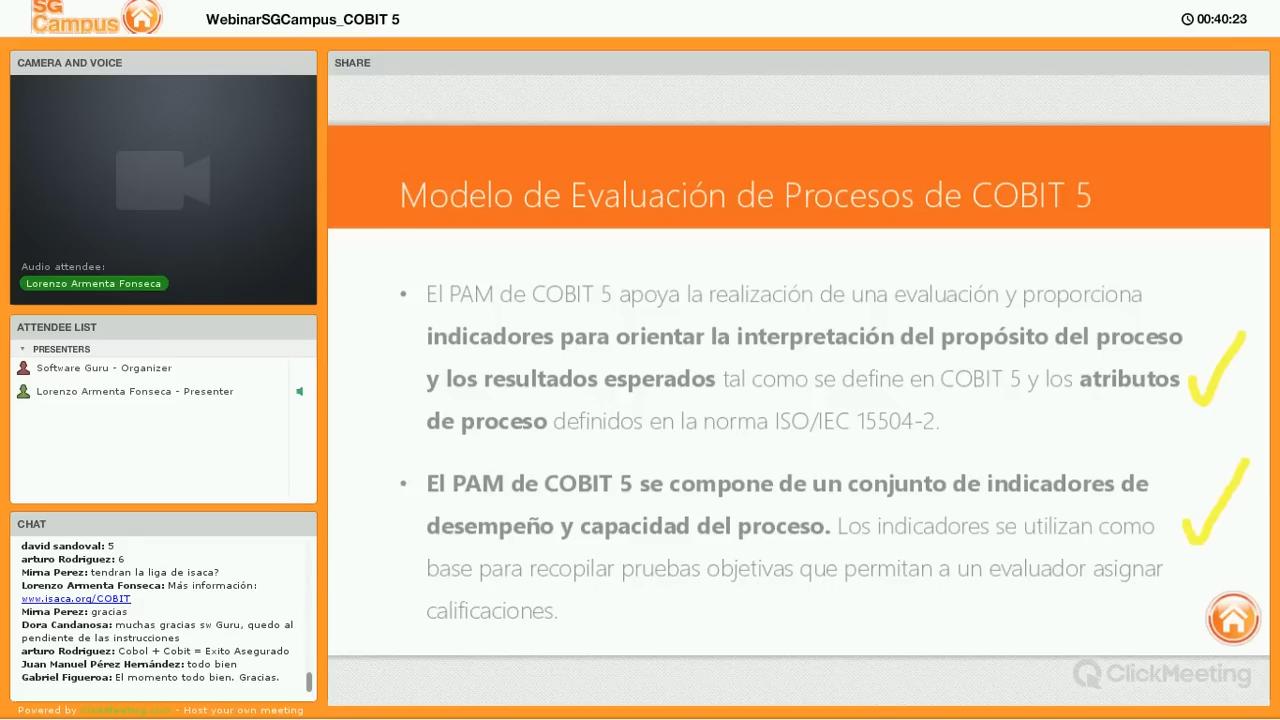 SG
Campus
WebinarSGCampus_COBIT 5
00:40:23
CAMERA AND VOICE
Audio attendee:
Lorenzo Armenta Fonseca
ATTENDEE LIST
PRESENTERS
Software Guru - Organizer
Lorenzo Armenta Fonseca - Presenter
CHAT
david sandoval: 5
arturo Rodriguez: 6
Mirna Perez: tendran la liga de isaca?
Lorenzo Armenta Fonseca: Más información:
www.isaca.org/COBIT
Mirna Perez: gracias
Dora Candanosa: muchas gracias sw Guru, quedo al
pendiente de las instrucciones
arturo Rodriguez: Cobol + Cobit = Exito Asegurado
Juan Manuel Pérez Hernández: todo bien
Gabriel Figueroa: El momento todo bien. Gracias.
Powered by ClickMeeting.com - Host your own meeting
SHARE
Modelo de Evaluación de Procesos de COBIT 5
• El PAM de COBIT 5 apoya la realización de una evaluación y proporciona
indicadores para orientar la interpretación del propósito del proceso
y los resultados esperados tal como se define en COBIT 5 y los atributos
de proceso definidos en la norma ISO/IEC 15504-2.
• El PAM de COBIT 5 se compone de un conjunto de indicadores de
desempeño y capacidad del proceso. Los indicadores se utilizan como
base para recopilar pruebas objetivas que permitan a un evaluador asignar
calificaciones.
ClickMeeting